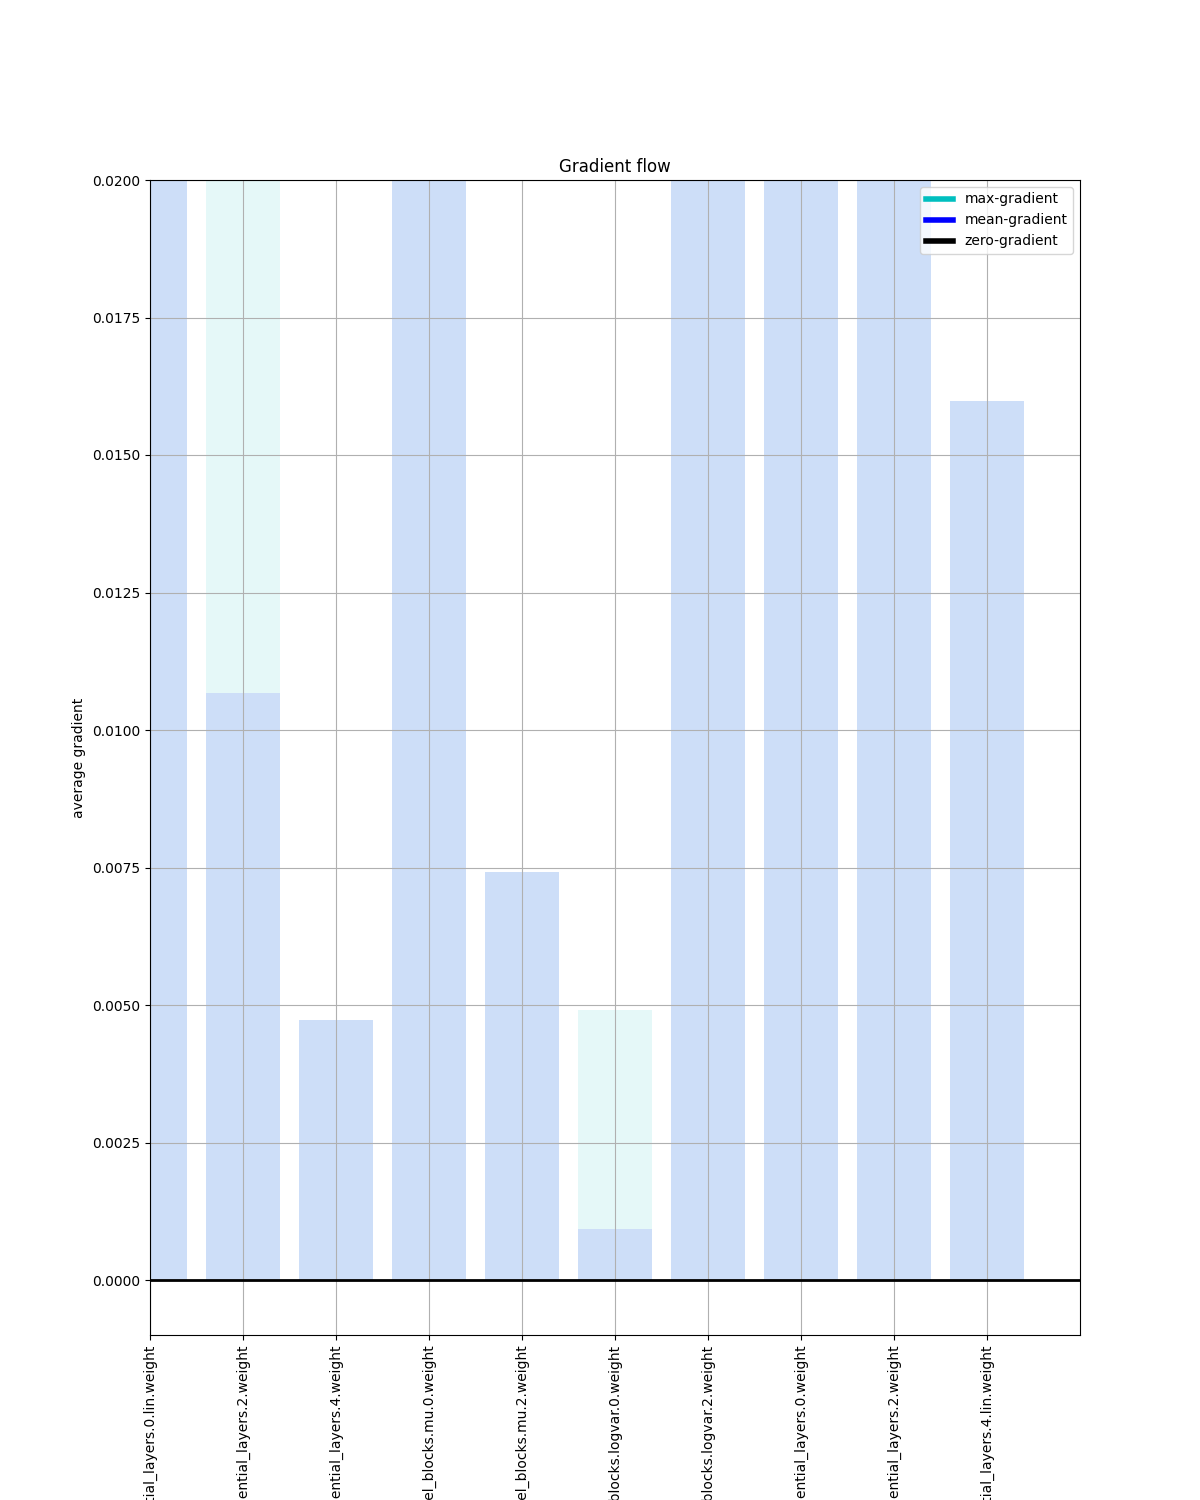 Gradient flow
max-gradient
mean-gradient
zero-gradient
0.0200
0.0175
0.0150
0.0125
0.0100
0.0075
0.0050
0.0025
0.0000
average gradient
tial_layers.0.lin.weight
ential_layers.2.weight
ential_layers.4.weight
el_blocks.mu.0.weight
el_blocks.mu.2.weight
blocks.logvar.0.weight
blocks.logvar.2.weight
ential_layers.0.weight
ential_layers.2.weight
tial_layers.4.lin.weight